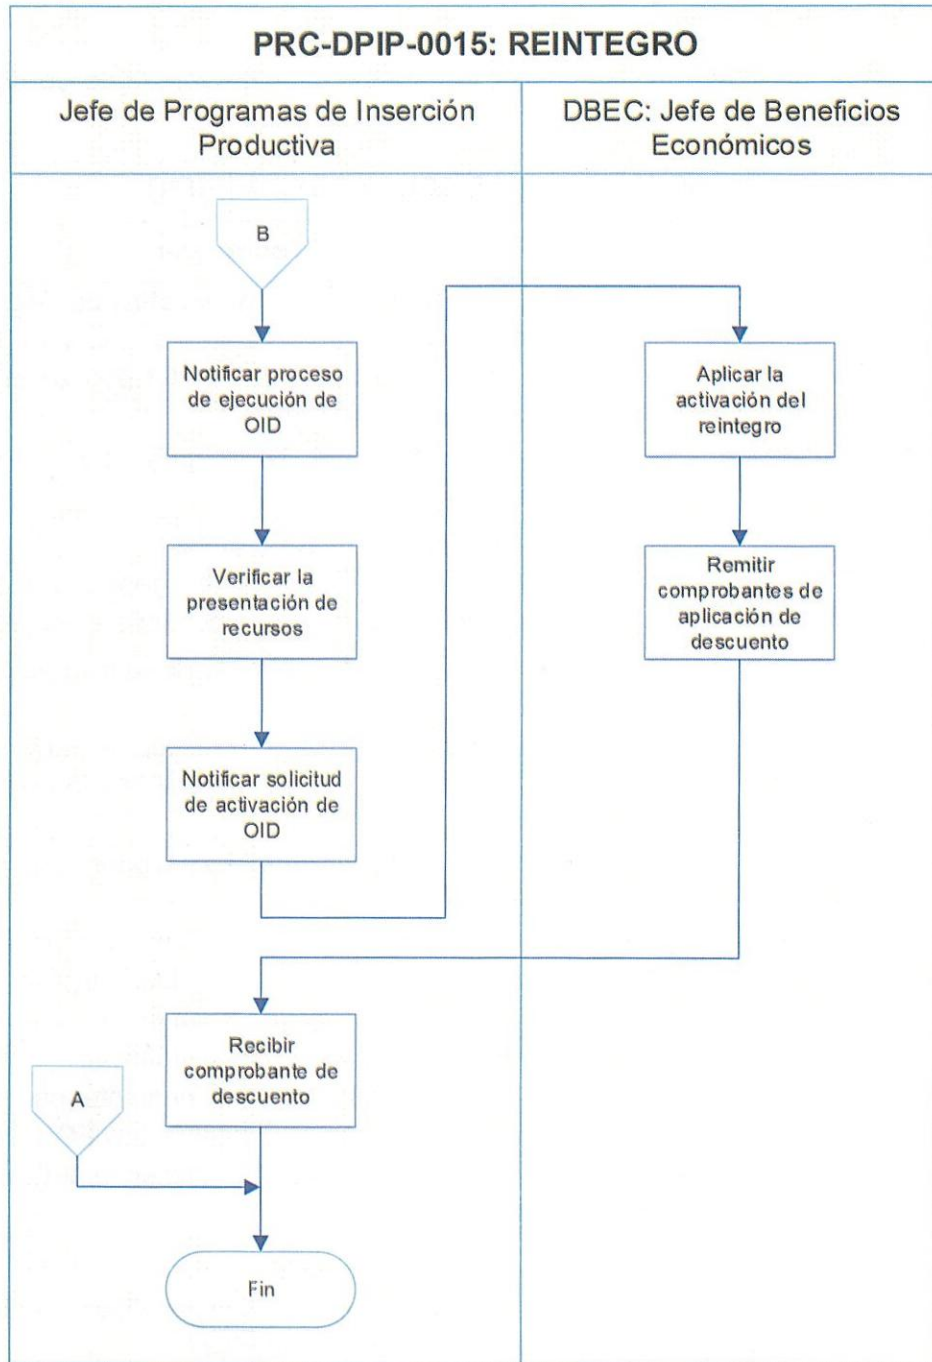 PRC-DPIP-0015: REINTEGRO
Jefe de Programas de Inserción
Productiva
DBEC: Jefe de Beneficios
Económicos
B
Notificar proceso
de ejecución de
OID
Verificar la
presentación de
recursos
Notificar solicitud
de activación de
OID
Aplicar la
activación del
reintegro
Remitir
comprobantes de
aplicación de
descuento
Recibir
comprobante de
descuento
A
Fin